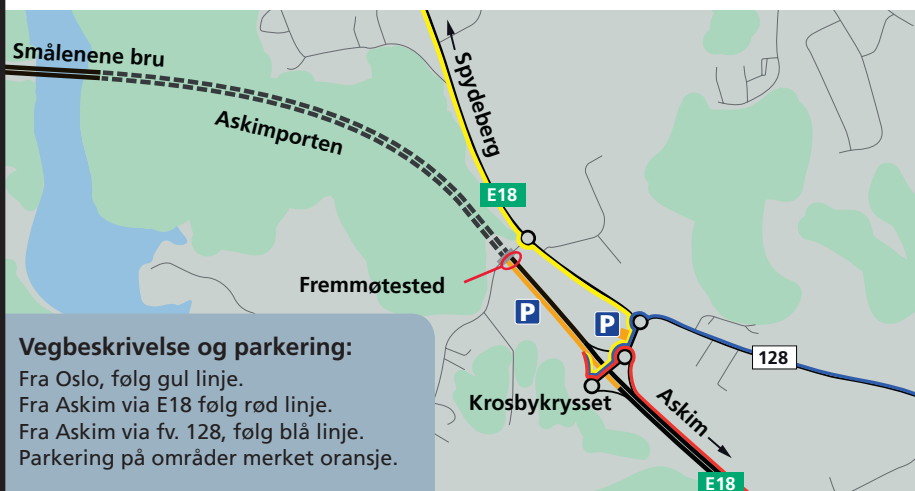 Smålenene bru
Askimporten
Spydeberg
E18
Fremmøtested
P
P
128
Krosbykrysset
Askim
E18
Vegbeskrivelse og parkering:
Fra Oslo, følg gul linje.
Fra Askim via E18 følg rød linje.
Fra Askim via fv. 128, følg blå linje.
Parkering på områder merket oransje.